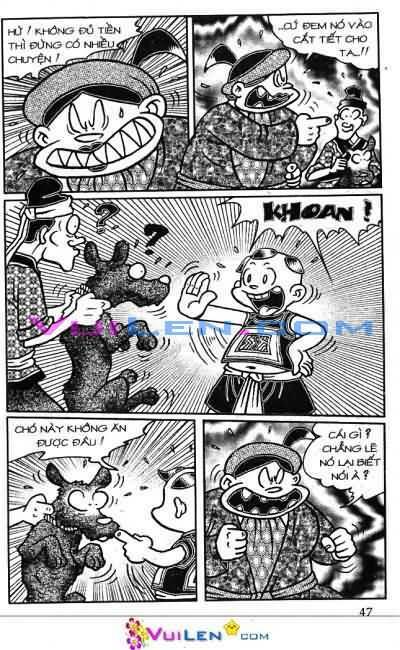 HỪ! KHÔNG ĐỦ TIỀN
THÌ ĐỪNG CÓ NHIỀU
CHUYỆN!
..CỨ ĐEM NÓ VÀO
CẮT TIẾT CHO
TA..!!
KHOAN!
?
?
VUILEN.COM
CHÓ NÀY KHÔNG ĂN
ĐƯỢC ĐÂU!
CÁI GÌ?
CHẲNG LẼ
NÓ LẠI BIẾT
NÓI À?
47
VUILEN.COM